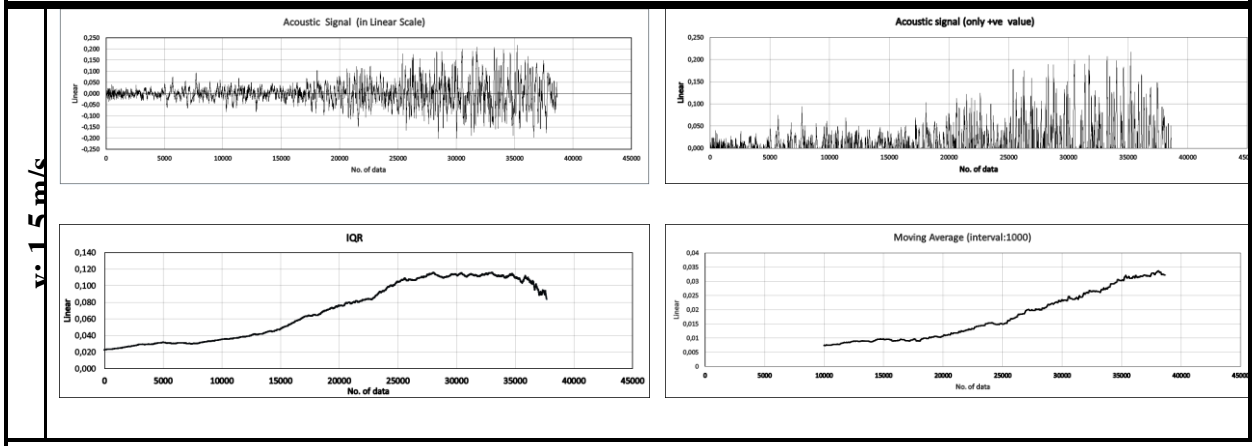 Acoustic Signal (in Linear Scale)
0,250
0,200
0,150
0,100
0,050
0,000
-0,050
-0,100
-0,150
-0,200
-0,250
Linear
0 5000 10000 15000 20000 25000 30000 35000 40000 45000
No. of data
Acoustic signal (only +ve value)
0,250
0,200
0,150
0,100
0,050
0,000
Linear
0 5000 10000 15000 20000 25000 30000 35000 40000
No. of data
v: 1.5 m/s
IQR
0,140
0,120
0,100
0,080
0,060
0,040
0,020
0,000
Linear
0 5000 10000 15000 20000 25000 30000 35000 40000 45000
No. of data
Moving Average (interval:1000)
0,04
0,035
0,03
0,025
0,02
0,015
0,01
0,005
0
Linear
0 5000 10000 15000 20000 25000 30000 35000 40000
No. of data